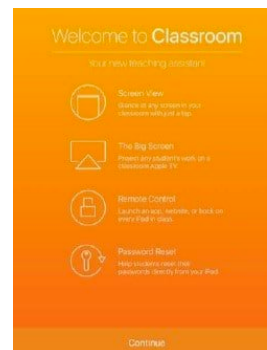 Welcome to Classroom
Your new teaching assistant
Screen View
Glance at any screen in your
classroom with just a tap.
The Big Screen
Project any student's work on a
classroom Apple TV.
Remote Control
Launch an app, website, or book on
every iPad in class.
Password Reset
Help students reset their
passwords directly from your iPad.
Continue